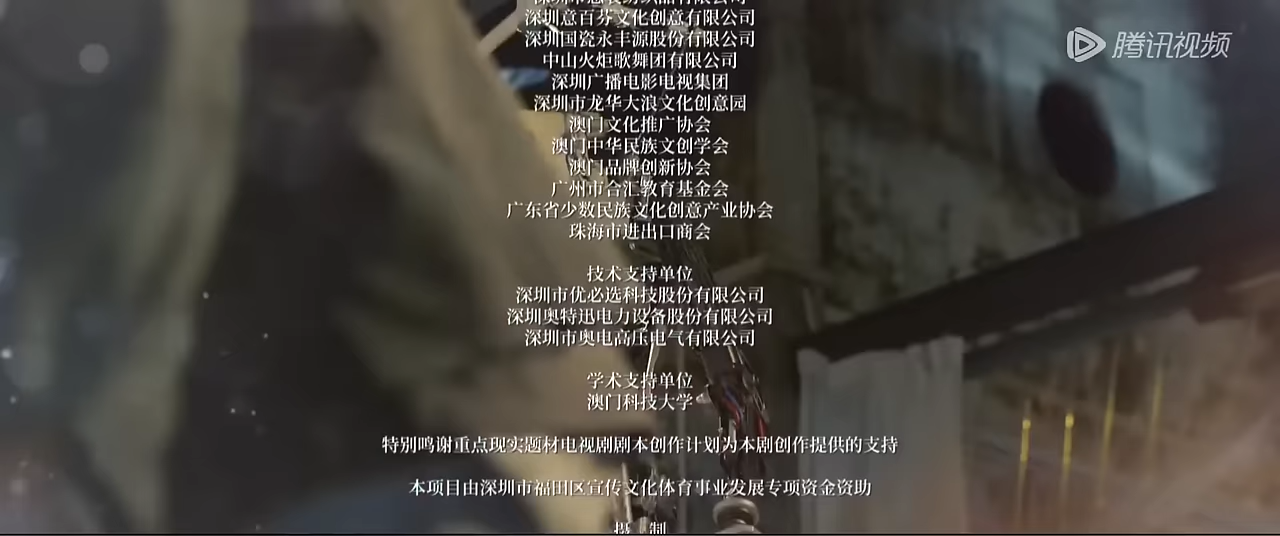 深圳意百芬文化创意有限公司
深圳国瓷永丰源股份有限公司
中山火炬歌舞团有限公司
深圳广播电影电视集团
深圳市龙华大浪文化创意园
澳门文化推广协会
澳门中华民族文创学会
澳门品牌创新协会
广州市合汇教育基金会
广东省少数民族文化创意产业协会
珠海市进出口商会
技术支持单位
深圳市优必选科技股份有限公司
深圳奥特迅电力设备股份有限公司
深圳市奥电高压电气有限公司
学术支持单位
澳门科技大学
特别鸣谢重点现实题材电视剧剧本创作计划为本剧创作提供的支持
本项目由深圳市福田区宣传文化体育事业发展专项资金资助
摄 制
腾讯视频